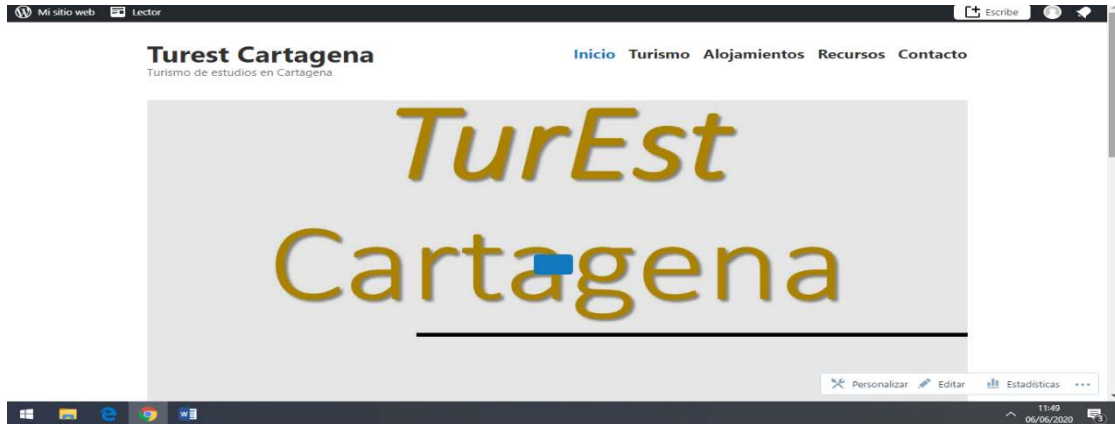 Mi sitio web Lector Escribe
Turest Cartagena
Turismo de estudios en Cartagena
Inicio Turismo Alojamientos Recursos Contacto
TurEst
Cartagena
Personalizar Editar Estadísticas
11:49
06/06/2020
3